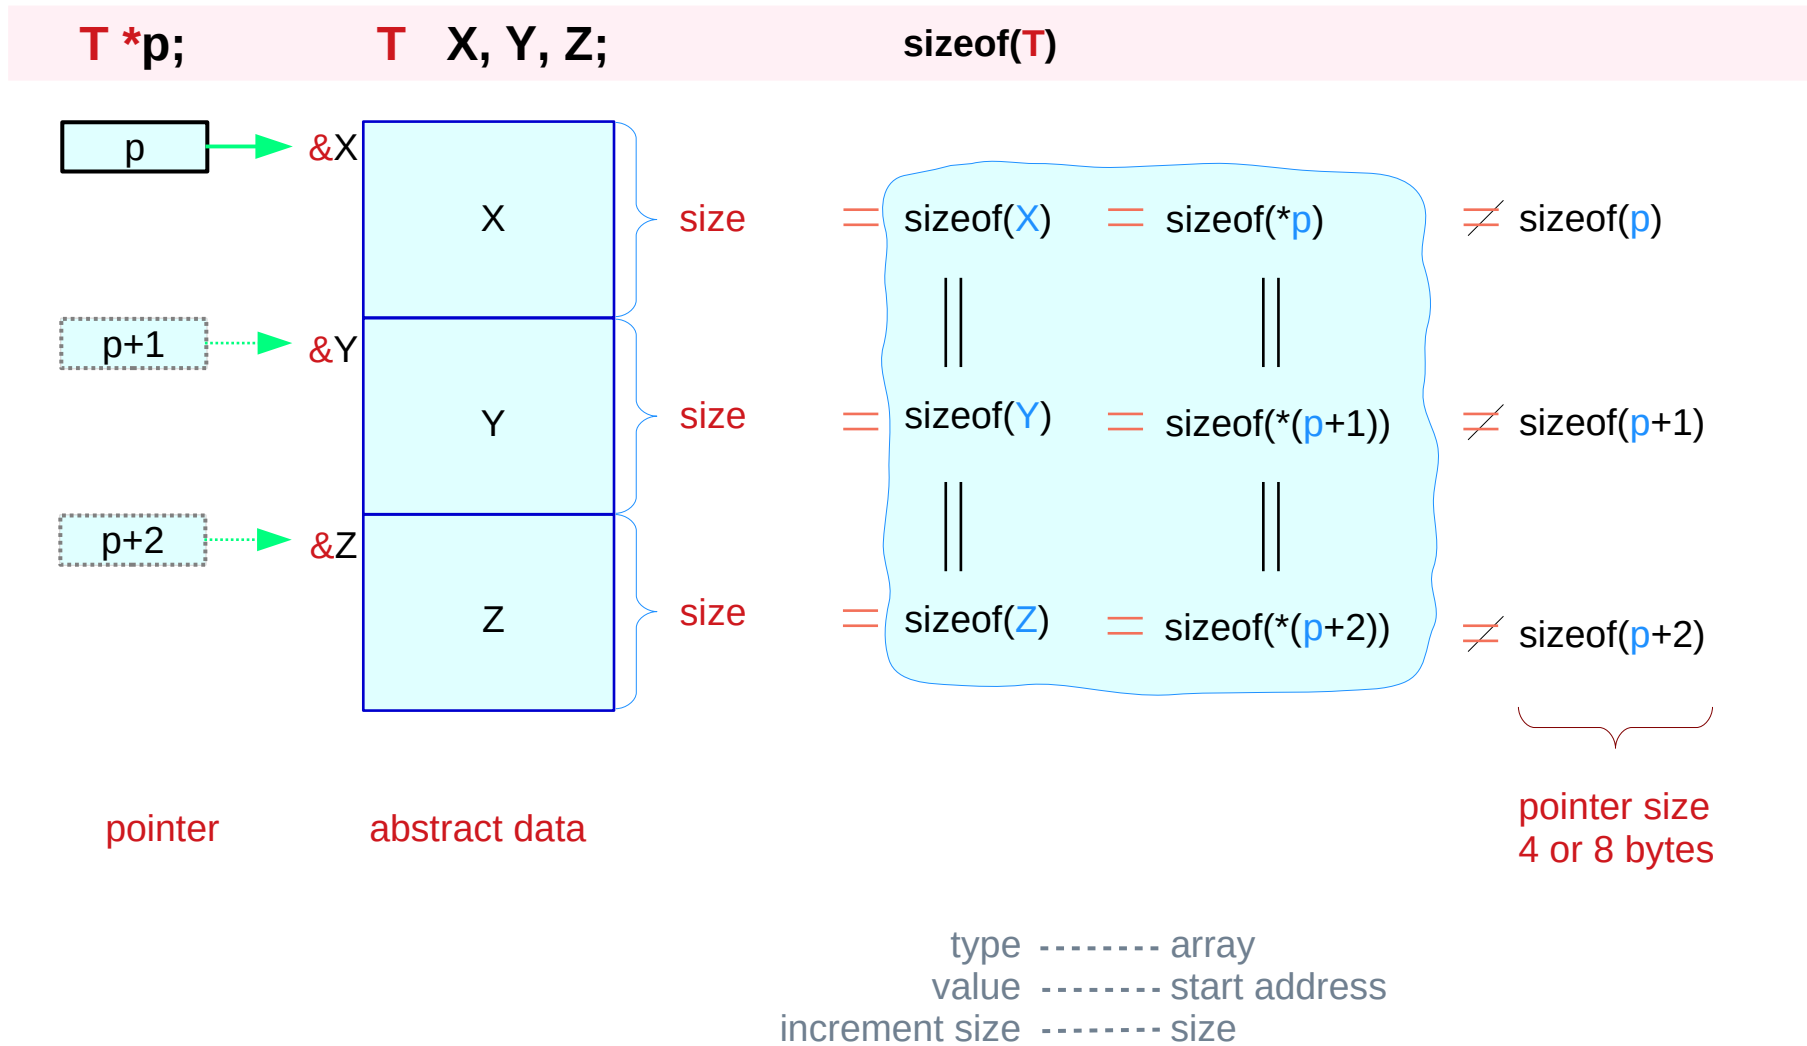 T *p; T X, Y, Z; sizeof(T)
p &X
X size = sizeof(X) = sizeof(*p) ≠ sizeof(p)
||  ||
p+1 &Y
Y size = sizeof(Y) = sizeof(*(p+1)) ≠ sizeof(p+1)
||  ||
p+2 &Z
Z size = sizeof(Z) = sizeof(*(p+2)) ≠ sizeof(p+2)
pointer abstract data
pointer size
4 or 8 bytes
type -------- array
value -------- start address
increment size -------- size